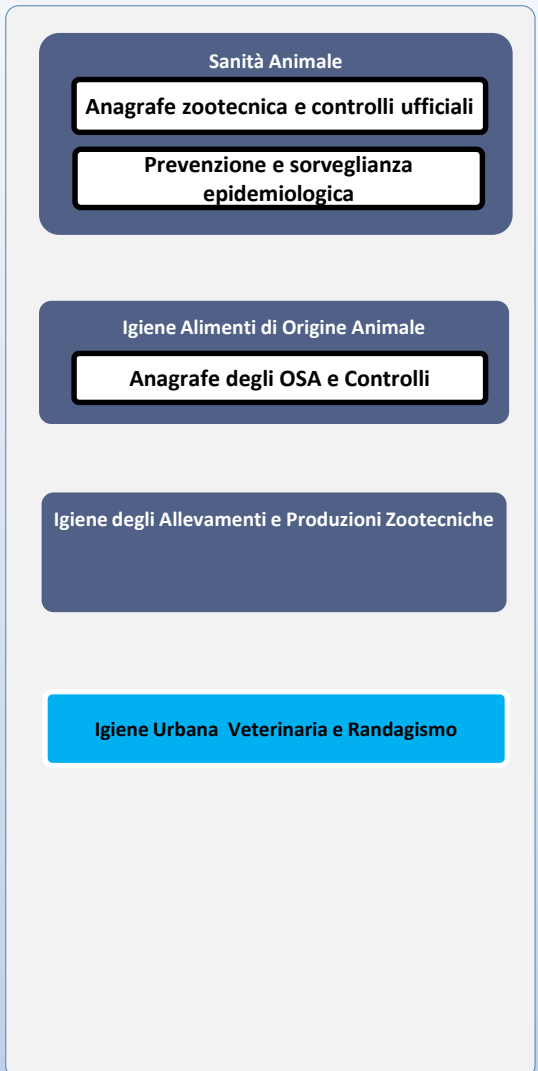 Sanità Animale
Anagrafe zootecnica e controlli ufficiali
Prevenzione e sorveglianza
epidemiologica
Igiene Alimenti di Origine Animale
Anagrafe degli OSA e Controlli
Igiene degli Allevamenti e Produzioni Zootecniche
Igiene Urbana  Veterinaria e Randagismo